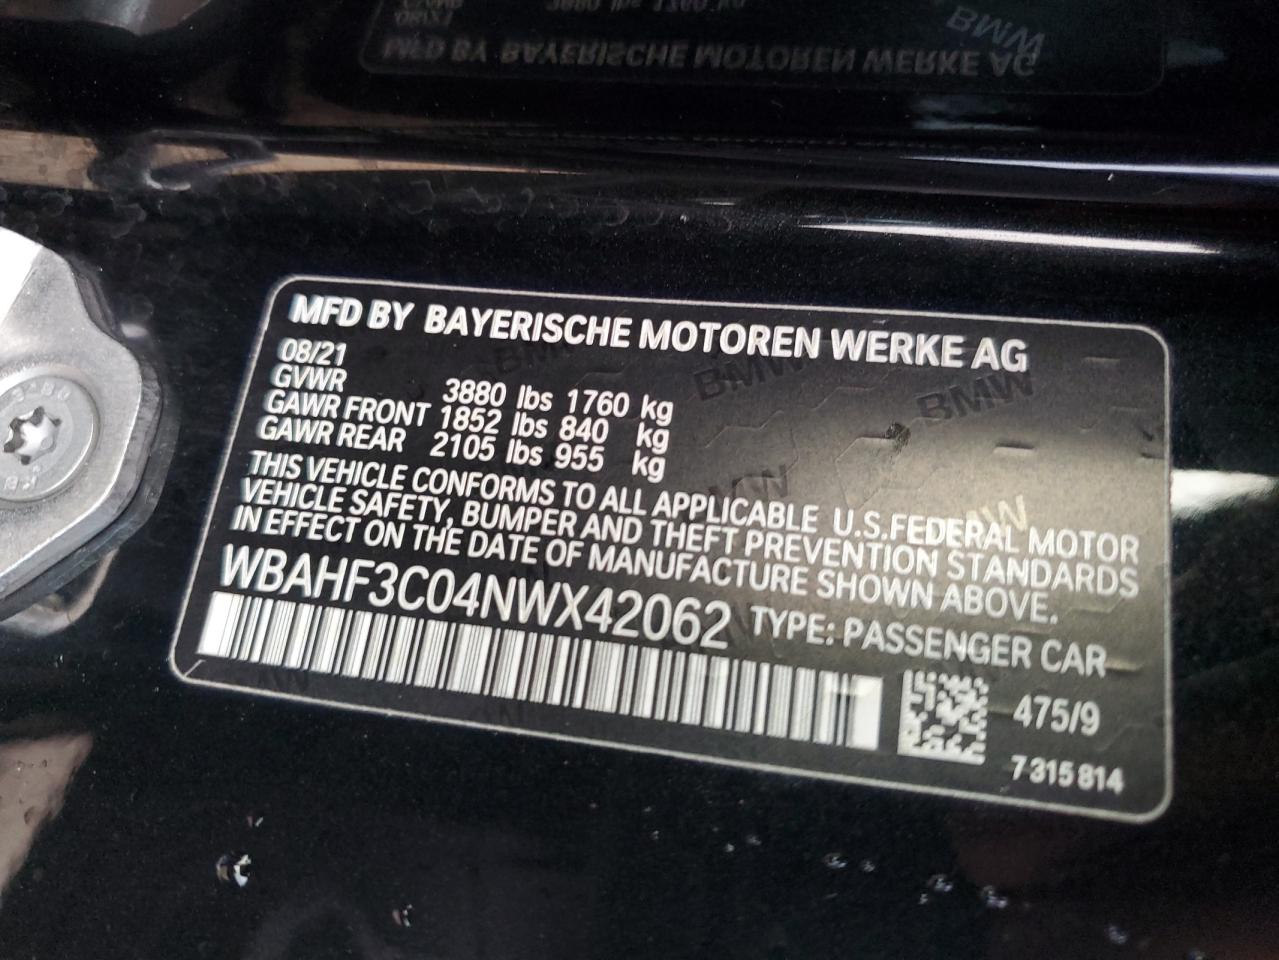 MFD BY BAYERISCHE MOTOREN WERKE AG
MFD BY BAYERISCHE MOTOREN WERKE AG
08/21
GVWR 3880 lbs 1760 kg
GAWR FRONT 1852 lbs 840 kg
GAWR REAR 2105 lbs 955 kg
THIS VEHICLE CONFORMS TO ALL APPLICABLE U.S.FEDERAL MOTOR
VEHICLE SAFETY, BUMPER AND THEFT PREVENTION STANDARDS
IN EFFECT ON THE DATE OF MANUFACTURE SHOWN ABOVE.
WBAHF3C04NWX42062 TYPE: PASSENGER CAR
475/9
7 315 814